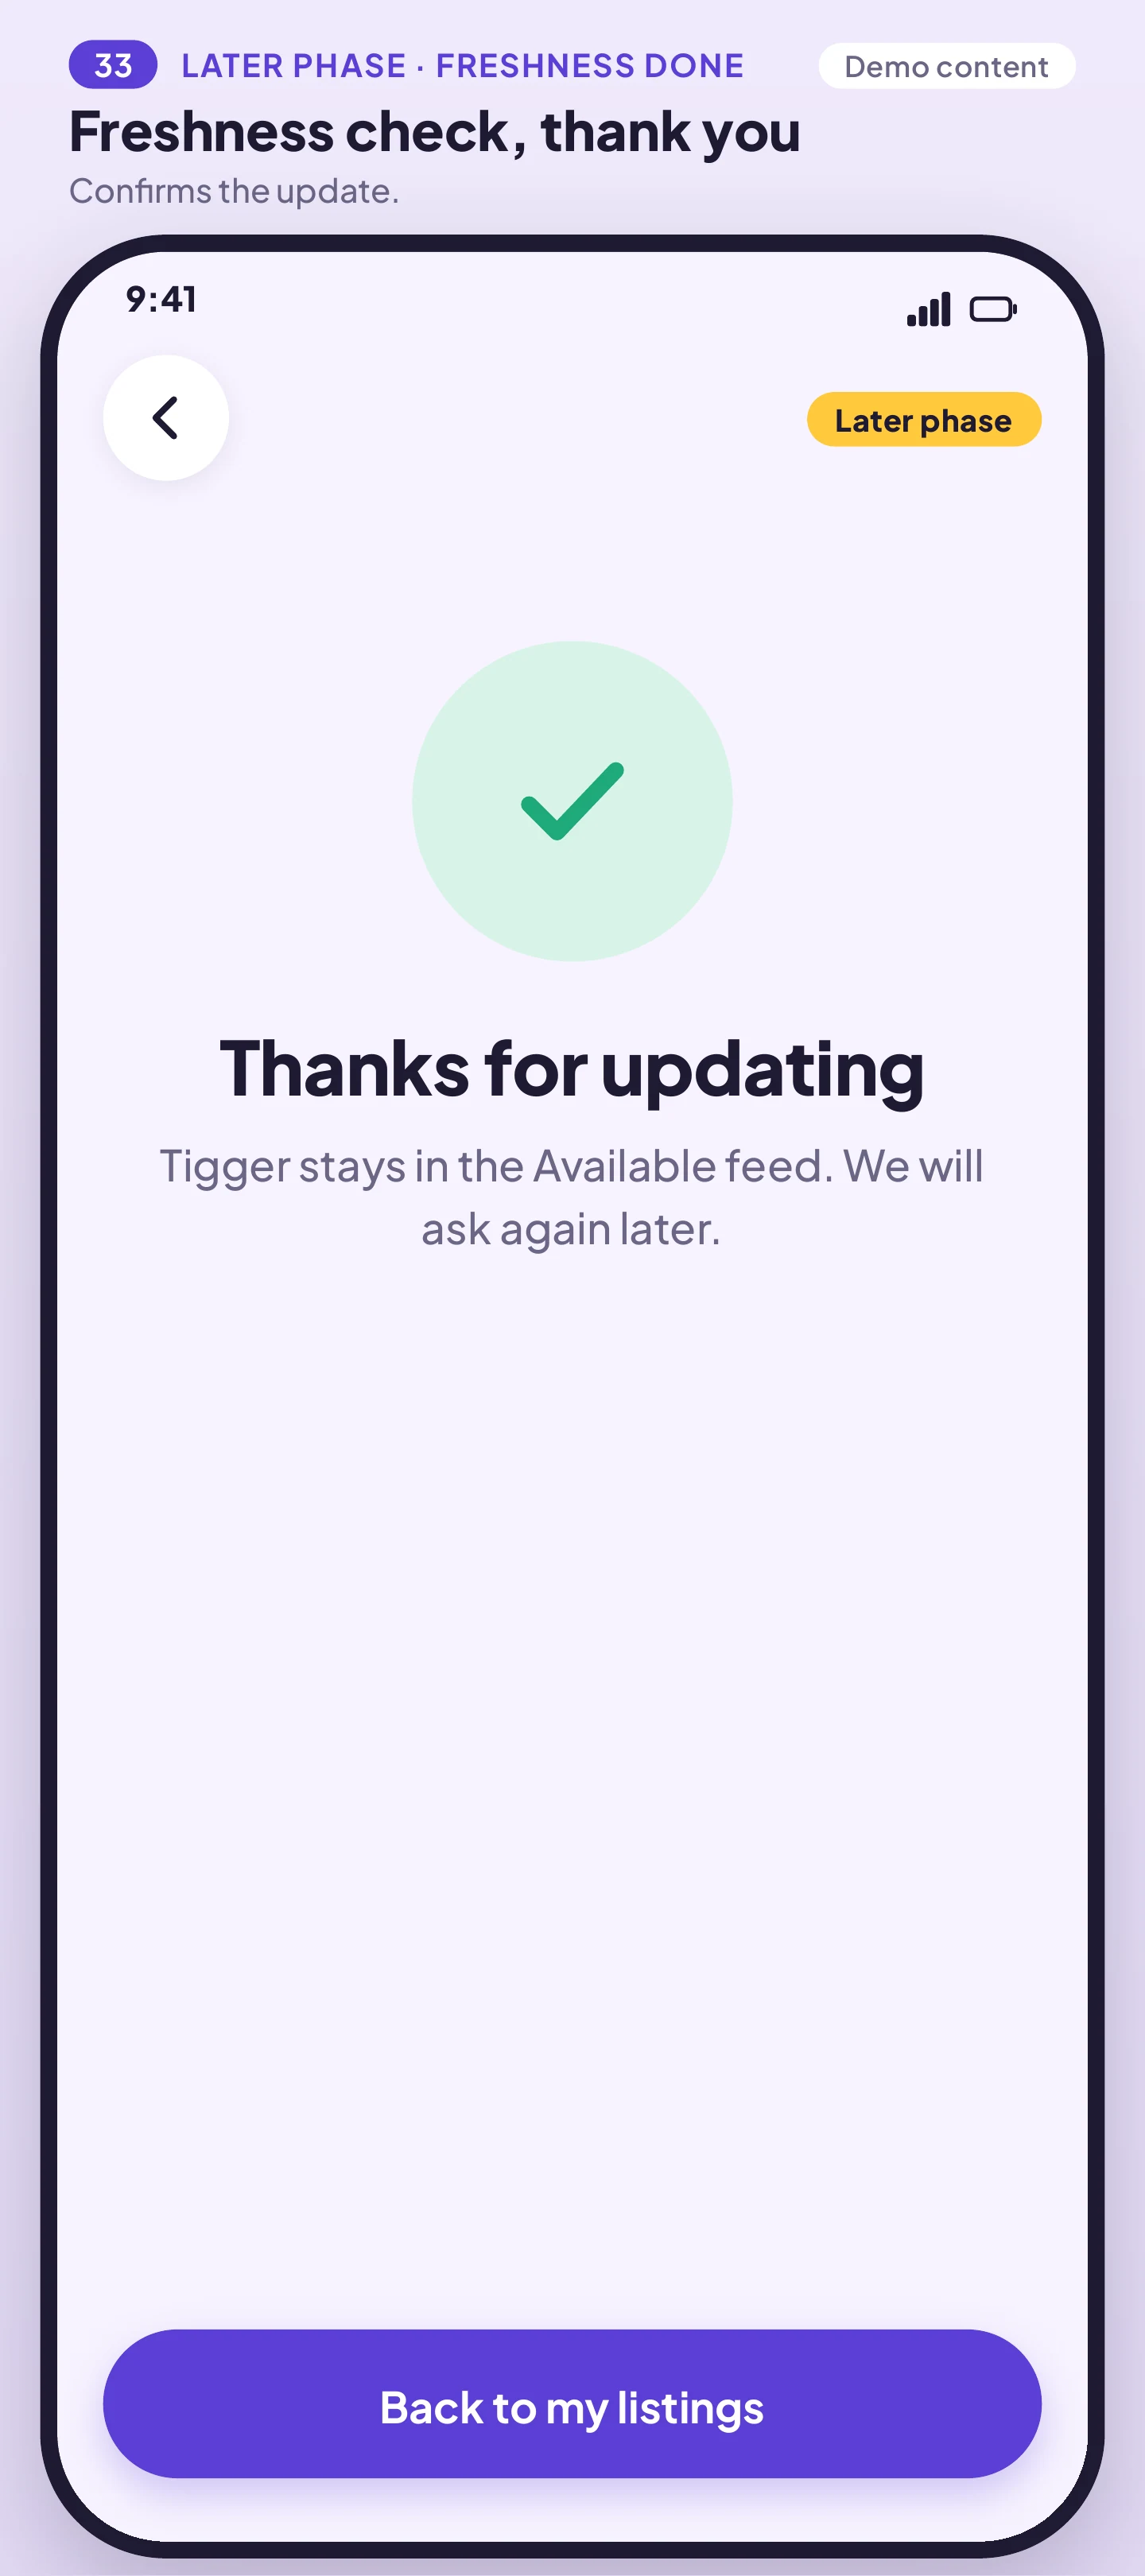 33 LATER PHASE · FRESHNESS DONE Demo content
Freshness check, thank you
Confirms the update.
9:41
Later phase
Thanks for updating
Tigger stays in the Available feed. We will
ask again later.
Back to my listings